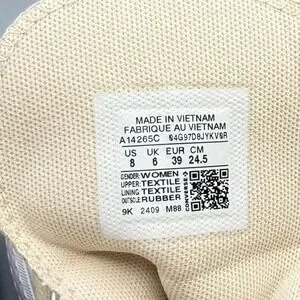 MADE IN VIETNAM
FABRIQUE AU VIETNAM
A14265C 04G97D8JYKV0R
US UK EUR CM
8 6 39 24.5
GENDER: WOMEN
UPPER: TEXTILE
LINING: TEXTILE
OUTSOLE: RUBBER
9K 2409 M88